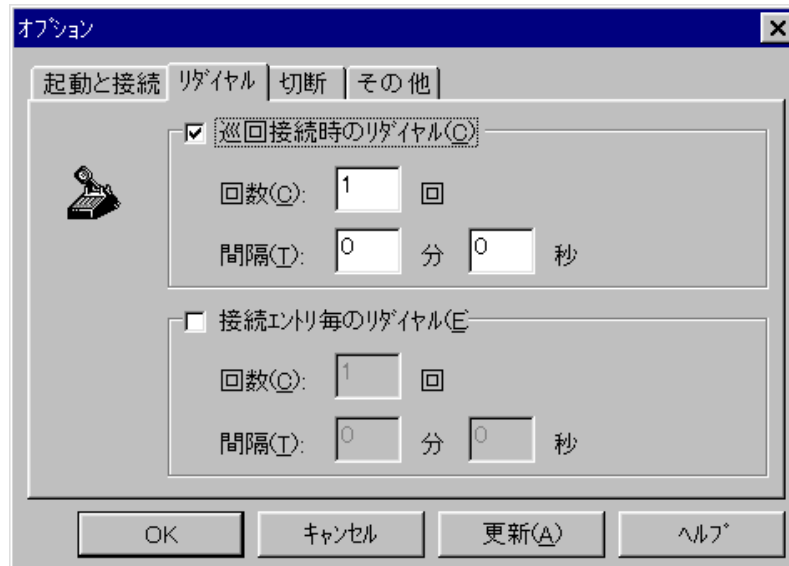 オプション
起動と接続 リダイヤル 切断 その他
巡回接続時のリダイヤル(C)
回数(C): 1 回
間隔(T): 0 分 0 秒
接続エントリ毎のリダイヤル(E
回数(C): 1 回
間隔(T): 0 分 0 秒
OK キャンセル 更新(A) ヘルプ